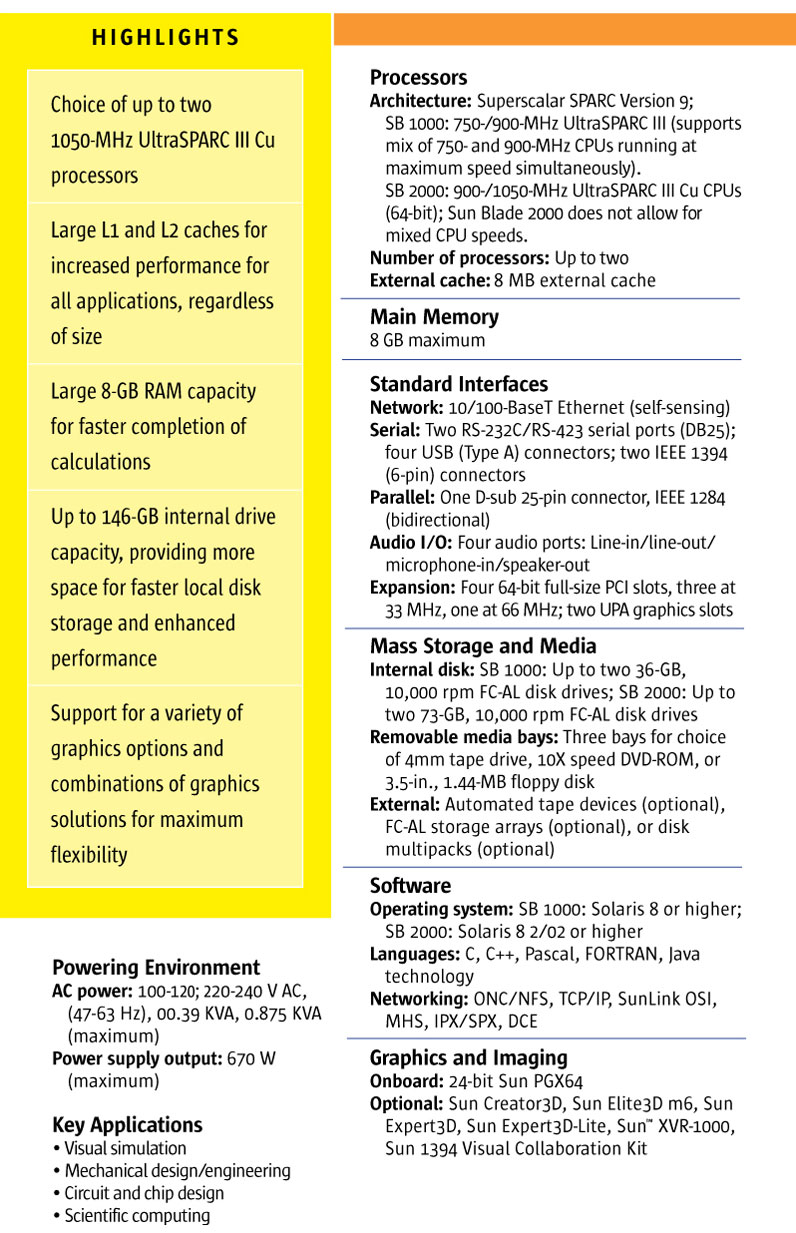 HIGHLIGHTS
Choice of up to two
1050-MHz UltraSPARC III Cu
processors
Large L1 and L2 caches for
increased performance for
all applications, regardless
of size
Large 8-GB RAM capacity
for faster completion of
calculations
Up to 146-GB internal drive
capacity, providing more
space for faster local disk
storage and enhanced
performance
Support for a variety of
graphics options and
combinations of graphics
solutions for maximum
flexibility
Powering Environment
AC power: 100-120; 220-240 V AC,
(47-63 Hz), 00.39 KVA, 0.875 KVA
(maximum)
Power supply output: 670 W
(maximum)
Key Applications
• Visual simulation
• Mechanical design/engineering
• Circuit and chip design
• Scientific computing
Processors
Architecture: Superscalar SPARC Version 9;
SB 1000: 750-/900-MHz UltraSPARC III (supports
mix of 750- and 900-MHz CPUs running at
maximum speed simultaneously).
SB 2000: 900-/1050-MHz UltraSPARC III Cu CPUs
(64-bit); Sun Blade 2000 does not allow for
mixed CPU speeds.
Number of processors: Up to two
External cache: 8 MB external cache
Main Memory
8 GB maximum
Standard Interfaces
Network: 10/100-BaseT Ethernet (self-sensing)
Serial: Two RS-232C/RS-423 serial ports (DB25);
four USB (Type A) connectors; two IEEE 1394
(6-pin) connectors
Parallel: One D-sub 25-pin connector, IEEE 1284
(bidirectional)
Audio I/O: Four audio ports: Line-in/line-out/
microphone-in/speaker-out
Expansion: Four 64-bit full-size PCI slots, three at
33 MHz, one at 66 MHz; two UPA graphics slots
Mass Storage and Media
Internal disk: SB 1000: Up to two 36-GB,
10,000 rpm FC-AL disk drives; SB 2000: Up to
two 73-GB, 10,000 rpm FC-AL disk drives
Removable media bays: Three bays for choice
of 4mm tape drive, 10X speed DVD-ROM, or
3.5-in., 1.44-MB floppy disk
External: Automated tape devices (optional),
FC-AL storage arrays (optional), or disk
multipacks (optional)
Software
Operating system: SB 1000: Solaris 8 or higher;
SB 2000: Solaris 8 2/02 or higher
Languages: C, C++, Pascal, FORTRAN, Java
technology
Networking: ONC/NFS, TCP/IP, SunLink OSI,
MHS, IPX/SPX, DCE
Graphics and Imaging
Onboard: 24-bit Sun PGX64
Optional: Sun Creator3D, Sun Elite3D m6, Sun
Expert3D, Sun Expert3D-Lite, Sun™ XVR-1000,
Sun 1394 Visual Collaboration Kit